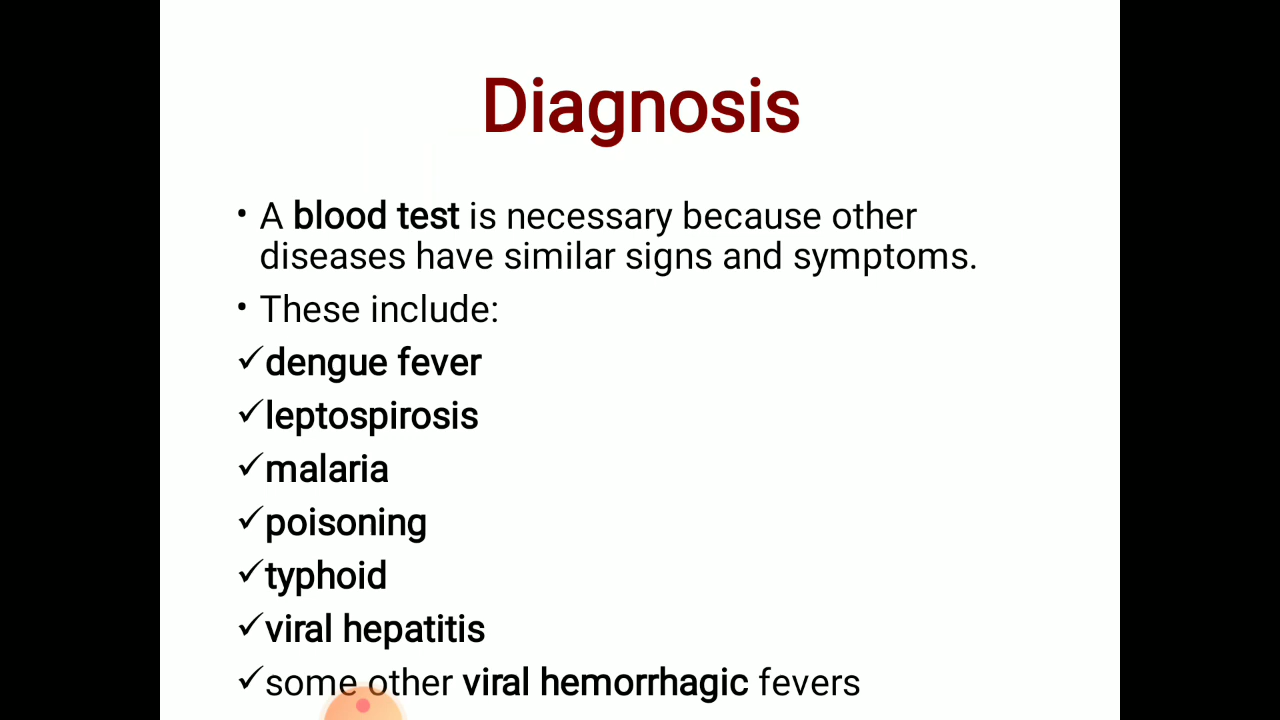 Diagnosis
• A blood test is necessary because other
diseases have similar signs and symptoms.
• These include:
✓dengue fever
✓leptospirosis
✓malaria
✓poisoning
✓typhoid
✓viral hepatitis
✓some other viral hemorrhagic fevers